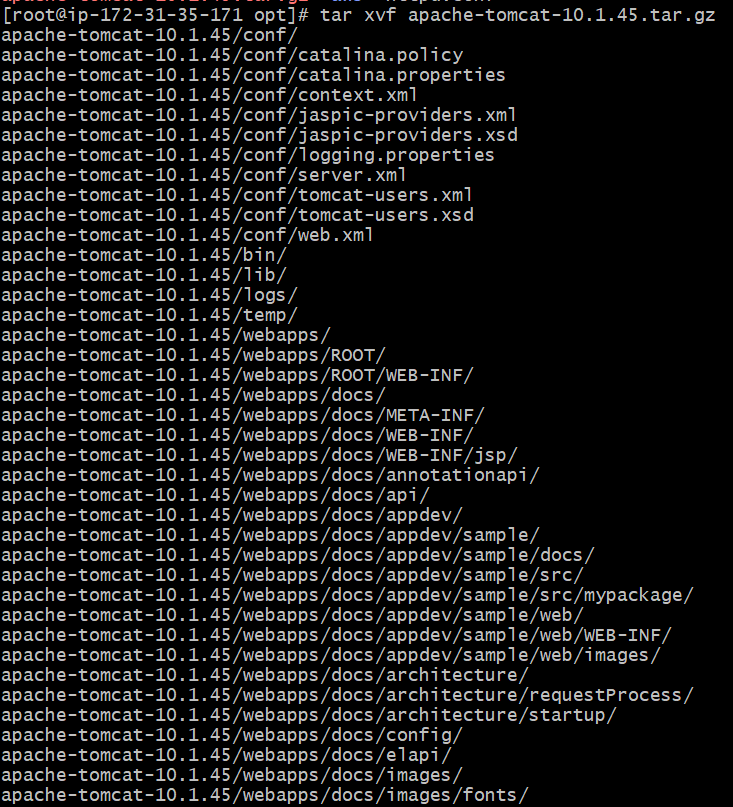 [root@ip-172-31-35-171 opt]# tar xvf apache-tomcat-10.1.45.tar.gz
apache-tomcat-10.1.45/conf/
apache-tomcat-10.1.45/conf/catalina.policy
apache-tomcat-10.1.45/conf/catalina.properties
apache-tomcat-10.1.45/conf/context.xml
apache-tomcat-10.1.45/conf/jaspic-providers.xml
apache-tomcat-10.1.45/conf/jaspic-providers.xsd
apache-tomcat-10.1.45/conf/logging.properties
apache-tomcat-10.1.45/conf/server.xml
apache-tomcat-10.1.45/conf/tomcat-users.xml
apache-tomcat-10.1.45/conf/tomcat-users.xsd
apache-tomcat-10.1.45/conf/web.xml
apache-tomcat-10.1.45/bin/
apache-tomcat-10.1.45/lib/
apache-tomcat-10.1.45/logs/
apache-tomcat-10.1.45/temp/
apache-tomcat-10.1.45/webapps/
apache-tomcat-10.1.45/webapps/ROOT/
apache-tomcat-10.1.45/webapps/ROOT/WEB-INF/
apache-tomcat-10.1.45/webapps/docs/
apache-tomcat-10.1.45/webapps/docs/META-INF/
apache-tomcat-10.1.45/webapps/docs/WEB-INF/
apache-tomcat-10.1.45/webapps/docs/WEB-INF/jsp/
apache-tomcat-10.1.45/webapps/docs/annotationapi/
apache-tomcat-10.1.45/webapps/docs/api/
apache-tomcat-10.1.45/webapps/docs/appdev/
apache-tomcat-10.1.45/webapps/docs/appdev/sample/
apache-tomcat-10.1.45/webapps/docs/appdev/sample/docs/
apache-tomcat-10.1.45/webapps/docs/appdev/sample/src/
apache-tomcat-10.1.45/webapps/docs/appdev/sample/src/mypackage/
apache-tomcat-10.1.45/webapps/docs/appdev/sample/web/
apache-tomcat-10.1.45/webapps/docs/appdev/sample/web/WEB-INF/
apache-tomcat-10.1.45/webapps/docs/appdev/sample/web/images/
apache-tomcat-10.1.45/webapps/docs/architecture/
apache-tomcat-10.1.45/webapps/docs/architecture/requestProcess/
apache-tomcat-10.1.45/webapps/docs/architecture/startup/
apache-tomcat-10.1.45/webapps/docs/config/
apache-tomcat-10.1.45/webapps/docs/elapi/
apache-tomcat-10.1.45/webapps/docs/images/
apache-tomcat-10.1.45/webapps/docs/images/fonts/